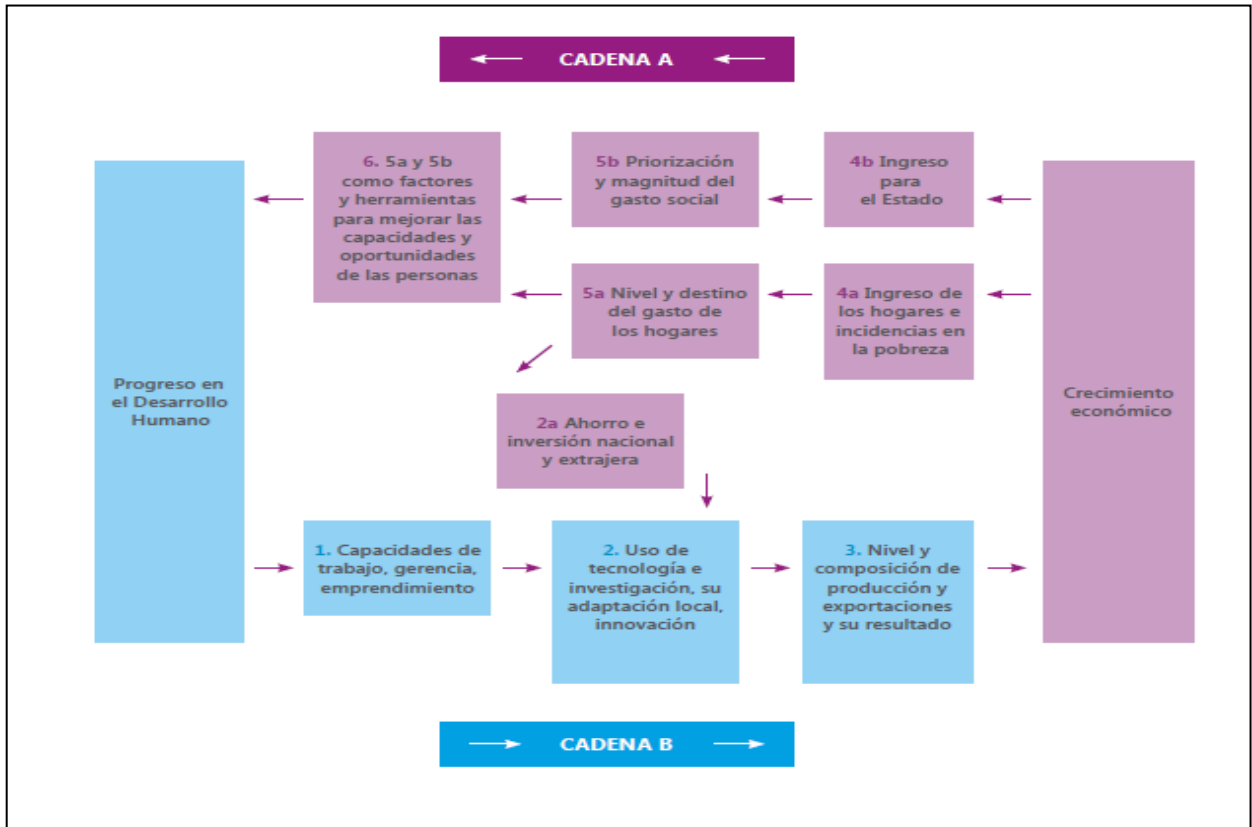 CADENA A
6. 5a y 5b
como factores
y herramientas
para mejorar las
capacidades y
oportunidades
de las personas
5b Priorización
y magnitud del
gasto social
4b Ingreso
para
el Estado
5a Nivel y destino
del gasto de
los hogares
4a Ingreso de
los hogares e
incidencias en
la pobreza
Progreso en
el Desarrollo
Humano
Crecimiento
económico
2a Ahorro e
inversión nacional
y extrajera
1. Capacidades de
trabajo, gerencia,
emprendimiento
2. Uso de
tecnología e
investigación, su
adaptación local,
innovación
3. Nivel y
composición de
producción y
exportaciones
y su resultado
CADENA B